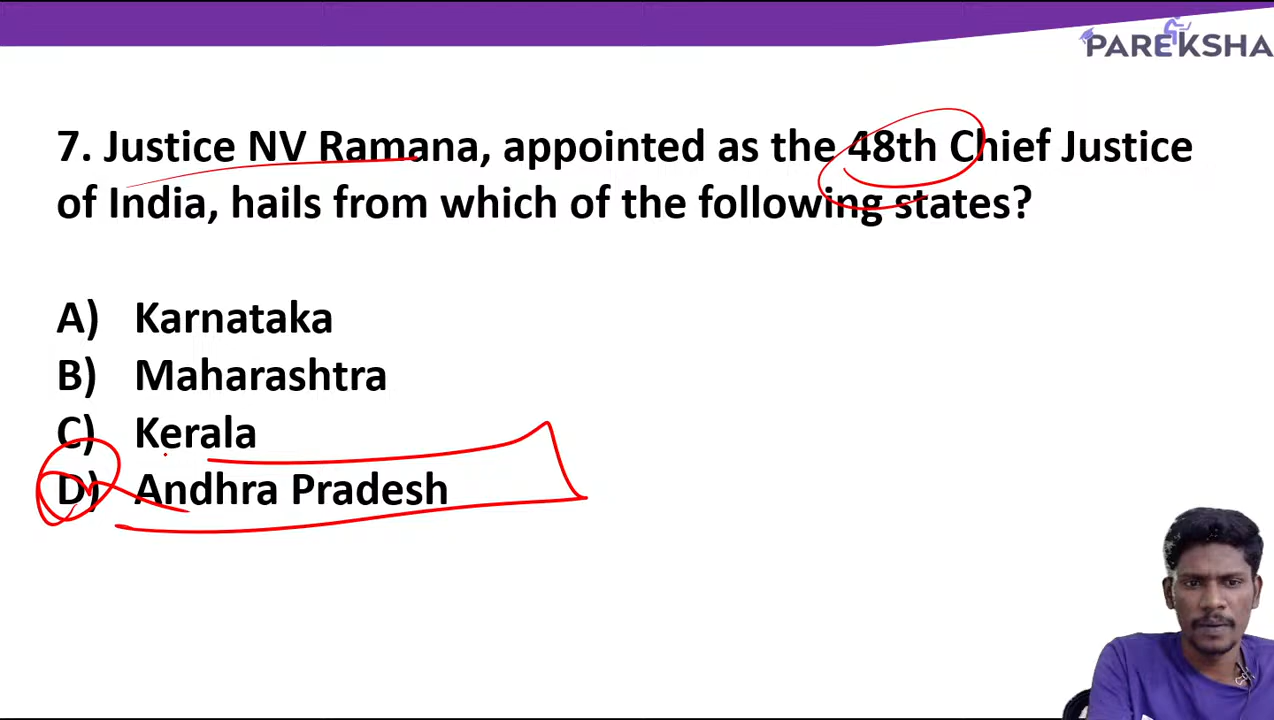 PAREKSHA
7. Justice NV Ramana, appointed as the 48th Chief Justice
of India, hails from which of the following states?
A) Karnataka
B) Maharashtra
C) Kerala
D) Andhra Pradesh